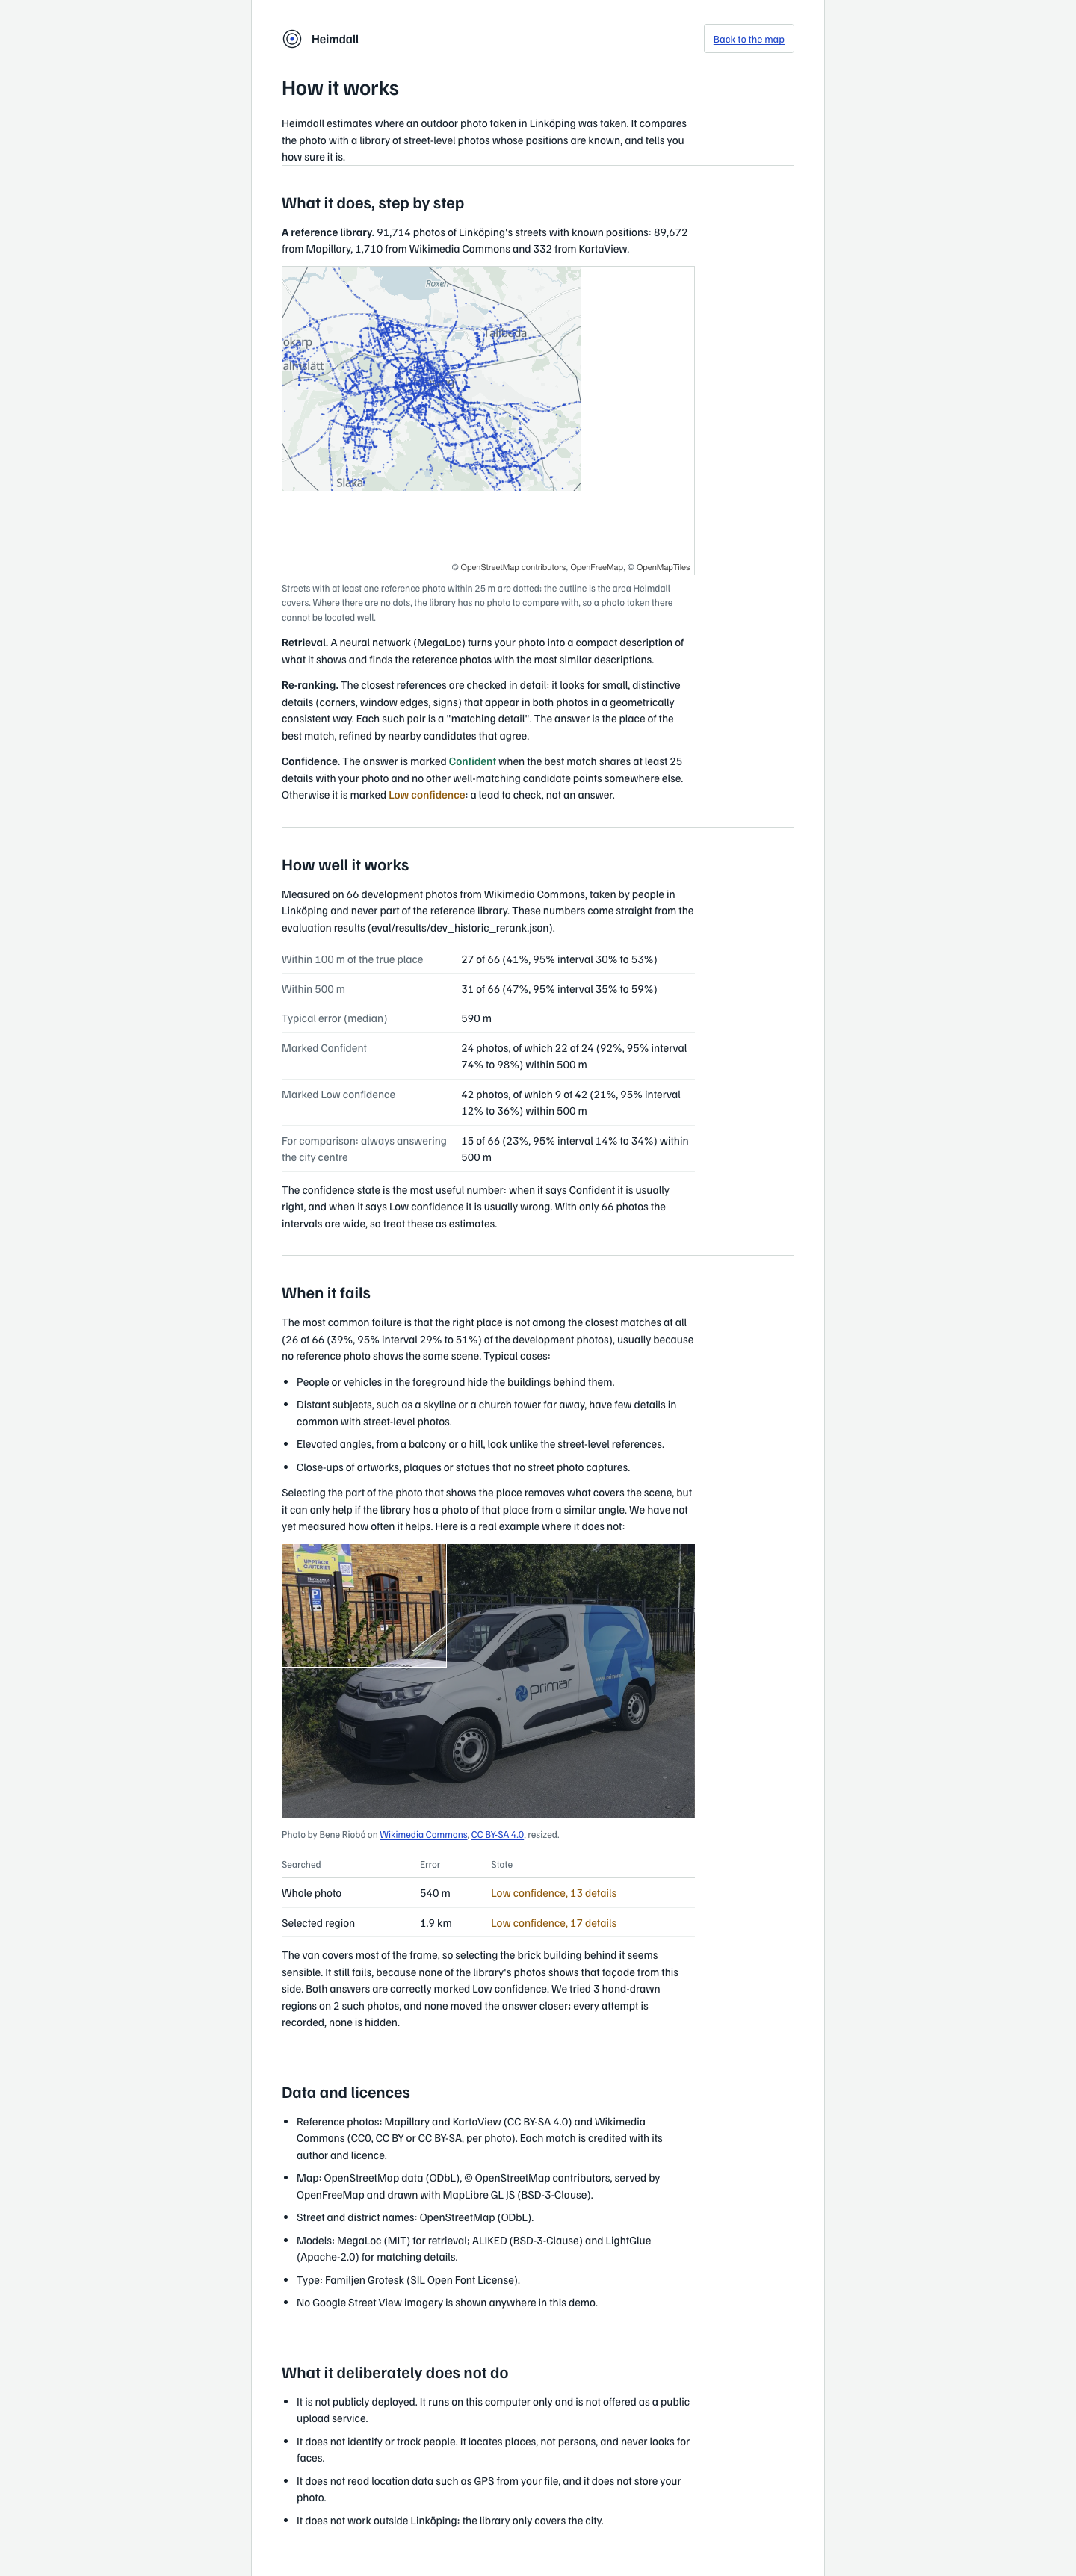 Heimdall
Back to the map
How it works
Heimdall estimates where an outdoor photo taken in Linköping was taken. It compares
the photo with a library of street-level photos whose positions are known, and tells you
how sure it is.
What it does, step by step
A reference library. 91,714 photos of Linköping's streets with known positions: 89,672
from Mapillary, 1,710 from Wikimedia Commons and 332 from KartaView.
Roxen
Tallboda
okarp
almslätt
Slaka
© OpenStreetMap contributors, OpenFreeMap, © OpenMapTiles
Streets with at least one reference photo within 25 m are dotted; the outline is the area Heimdall
covers. Where there are no dots, the library has no photo to compare with, so a photo taken there
cannot be located well.
Retrieval. A neural network (MegaLoc) turns your photo into a compact description of
what it shows and finds the reference photos with the most similar descriptions.
Re-ranking. The closest references are checked in detail: it looks for small, distinctive
details (corners, window edges, signs) that appear in both photos in a geometrically
consistent way. Each such pair is a "matching detail". The answer is the place of the
best match, refined by nearby candidates that agree.
Confidence. The answer is marked Confident when the best match shares at least 25
details with your photo and no other well-matching candidate points somewhere else.
Otherwise it is marked Low confidence: a lead to check, not an answer.
How well it works
Measured on 66 development photos from Wikimedia Commons, taken by people in
Linköping and never part of the reference library. These numbers come straight from the
evaluation results (eval/results/dev_historic_rerank.json).
Within 100 m of the true place 27 of 66 (41%, 95% interval 30% to 53%)
Within 500 m 31 of 66 (47%, 95% interval 35% to 59%)
Typical error (median) 590 m
Marked Confident 24 photos, of which 22 of 24 (92%, 95% interval
74% to 98%) within 500 m
Marked Low confidence 42 photos, of which 9 of 42 (21%, 95% interval
12% to 36%) within 500 m
For comparison: always answering 15 of 66 (23%, 95% interval 14% to 34%) within
the city centre 500 m
The confidence state is the most useful number: when it says Confident it is usually
right, and when it says Low confidence it is usually wrong. With only 66 photos the
intervals are wide, so treat these as estimates.
When it fails
The most common failure is that the right place is not among the closest matches at all
(26 of 66 (39%, 95% interval 29% to 51%) of the development photos), usually because
no reference photo shows the same scene. Typical cases:
• People or vehicles in the foreground hide the buildings behind them.
• Distant subjects, such as a skyline or a church tower far away, have few details in
common with street-level photos.
• Elevated angles, from a balcony or a hill, look unlike the street-level references.
• Close-ups of artworks, plaques or statues that no street photo captures.
Selecting the part of the photo that shows the place removes what covers the scene, but
it can only help if the library has a photo of that place from a similar angle. We have not
yet measured how often it helps. Here is a real example where it does not:
UPPTÄCK
GJUTERIET
P
primär
Photo by Bene Riobó on Wikimedia Commons, CC BY-SA 4.0, resized.
Searched Error State
Whole photo 540 m Low confidence, 13 details
Selected region 1.9 km Low confidence, 17 details
The van covers most of the frame, so selecting the brick building behind it seems
sensible. It still fails, because none of the library's photos shows that façade from this
side. Both answers are correctly marked Low confidence. We tried 3 hand-drawn
regions on 2 such photos, and none moved the answer closer; every attempt is
recorded, none is hidden.
Data and licences
• Reference photos: Mapillary and KartaView (CC BY-SA 4.0) and Wikimedia
Commons (CC0, CC BY or CC BY-SA, per photo). Each match is credited with its
author and licence.
• Map: OpenStreetMap data (ODbL), © OpenStreetMap contributors, served by
OpenFreeMap and drawn with MapLibre GL JS (BSD-3-Clause).
• Street and district names: OpenStreetMap (ODbL).
• Models: MegaLoc (MIT) for retrieval; ALIKED (BSD-3-Clause) and LightGlue
(Apache-2.0) for matching details.
• Type: Familjen Grotesk (SIL Open Font License).
• No Google Street View imagery is shown anywhere in this demo.
What it deliberately does not do
• It is not publicly deployed. It runs on this computer only and is not offered as a public
upload service.
• It does not identify or track people. It locates places, not persons, and never looks for
faces.
• It does not read location data such as GPS from your file, and it does not store your
photo.
• It does not work outside Linköping: the library only covers the city.